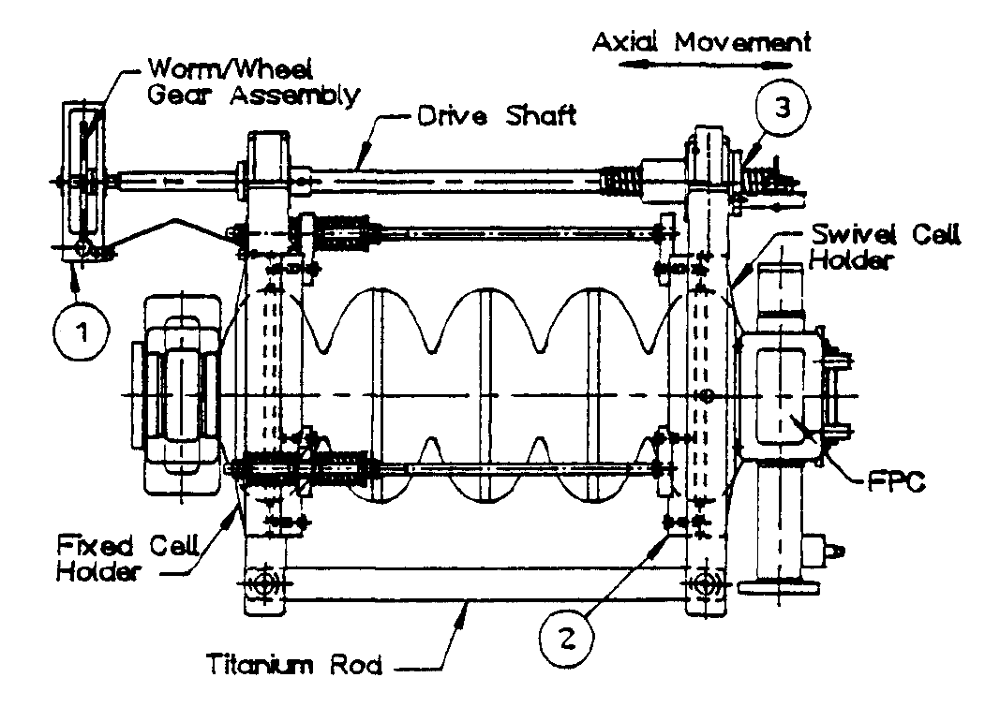 Axial Movement
Worm/Wheel
Gear Assembly
3
Drive Shaft
Swivel Cell
Holder
1
FPC
Fixed Cell
Holder
2
Titanium Rod